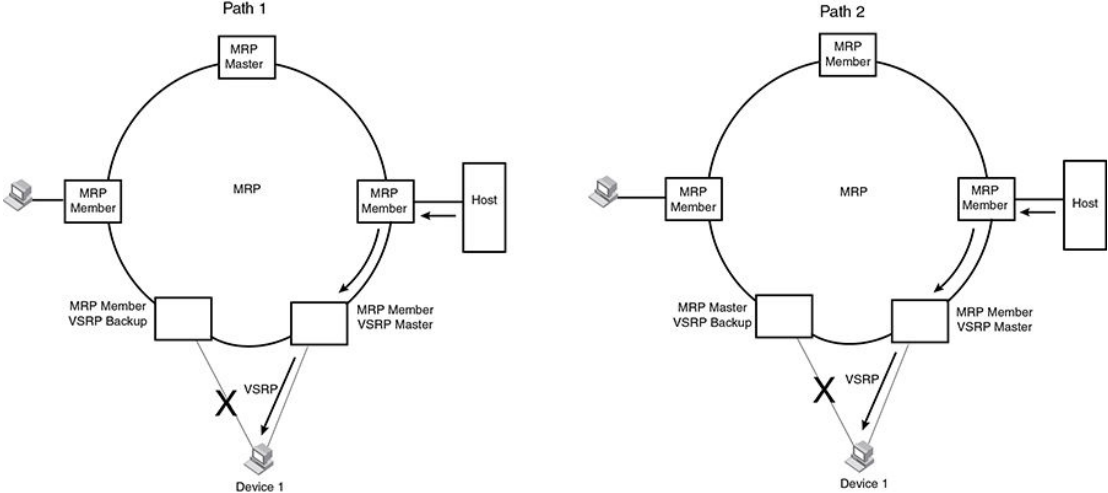 Path 1
MRP
Master
MRP
Member
MRP
MRP
Member
Host
MRP Member
VSRP Backup
MRP Member
VSRP Master
X
VSRP
Device 1
Path 2
MRP
Member
MRP
Member
MRP
MRP
Member
Host
MRP Master
VSRP Backup
MRP Member
VSRP Master
X
VSRP
Device 1